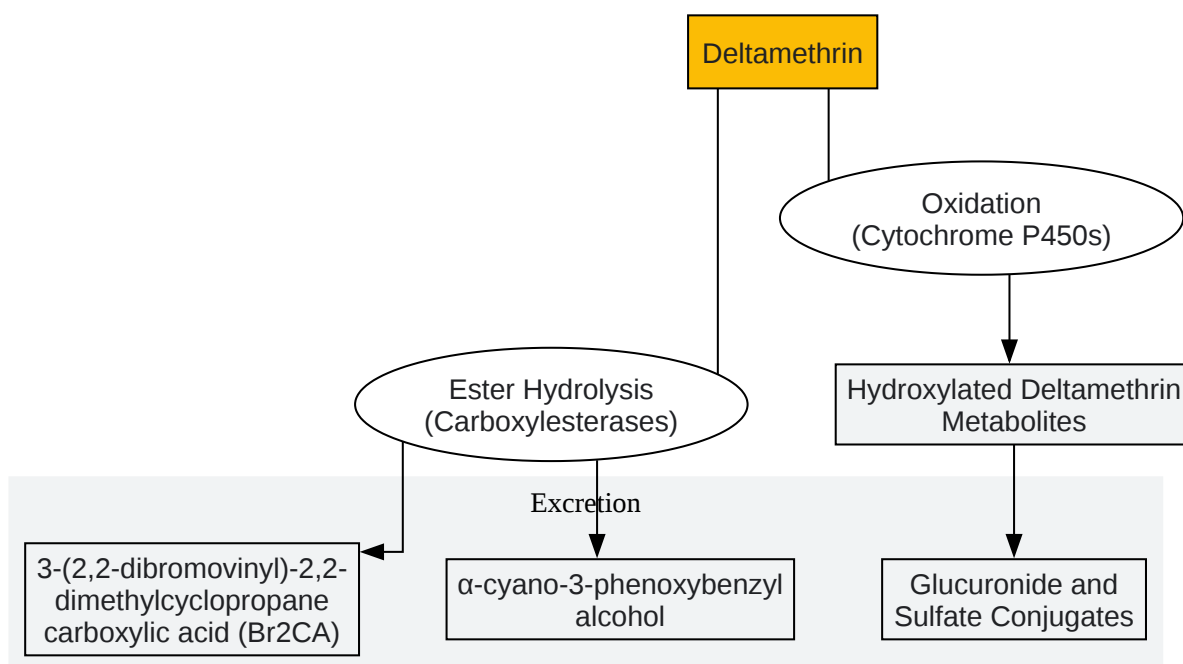 Deltamethrin
Oxidation
(Cytochrome P450s)
Ester Hydrolysis
(Carboxylesterases)
Hydroxylated Deltamethrin
Metabolites
Excretion
3-(2,2-dibromovinyl)-2,2-
dimethylcyclopropane
carboxylic acid (Br2CA)
α-cyano-3-phenoxybenzyl
alcohol
Glucuronide and
Sulfate Conjugates